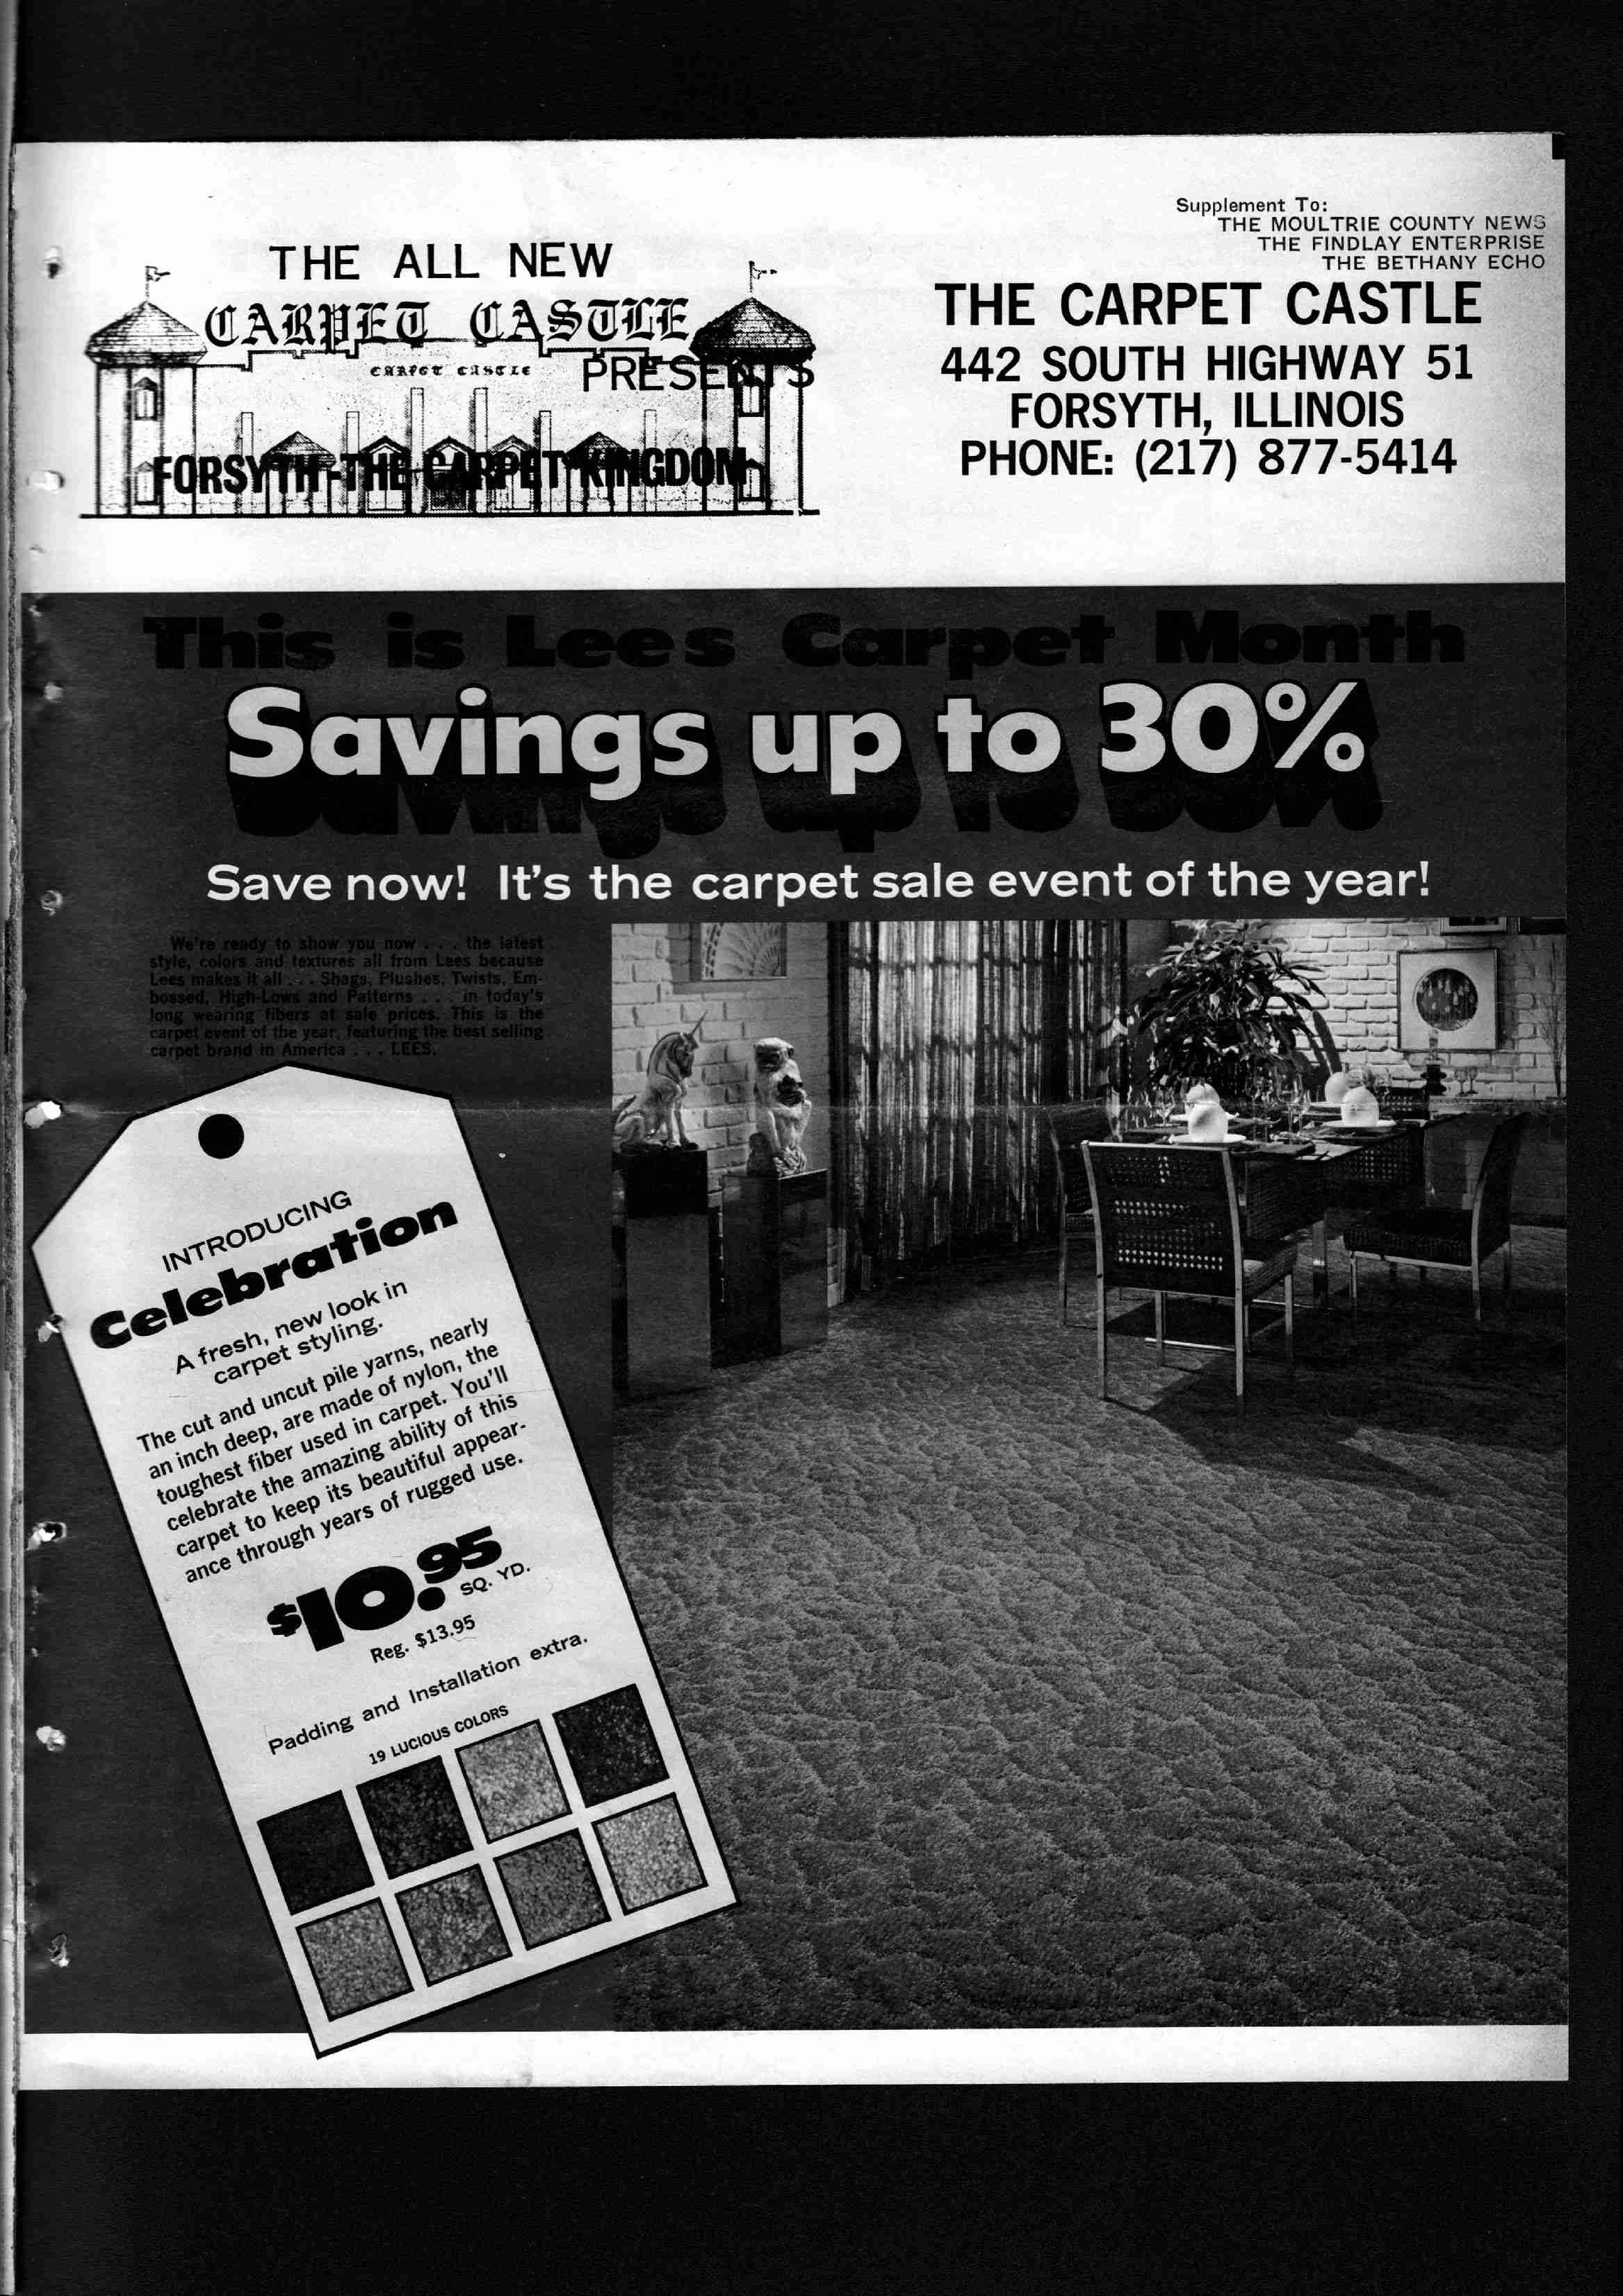 Supplement To:
THE MOULTRIE COUNTY NEWS
THE FINDLAY ENTERPRISE
THE BETHANY ECHO
THE ALL NEW
CARPET CASTLE
CARPET CASTLE
PRESENTS
FORSYTH-THE CARPET KINGDOM
THE CARPET CASTLE
442 SOUTH HIGHWAY 51
FORSYTH, ILLINOIS
PHONE: (217) 877-5414
This is Lees Carpet Month
Savings up to 30%
Save now! It's the carpet sale event of the year!
We're ready to show you now . . . the latest
style, colors and textures all from Lees because
Lees makes it all . . . Shags, Plushes, Twists, Em-
bossed, High-Lows and Patterns . . . in today's
long wearing fibers at sale prices. This is the
carpet event of the year, featuring the best selling
carpet brand in America . . . LEES.
INTRODUCING
Celebration
A fresh, new look in
carpet styling.
The cut and uncut pile yarns, nearly
an inch deep, are made of nylon, the
toughest fiber used in carpet. You'll
celebrate the amazing ability of this
carpet to keep its beautiful appear-
ance through years of rugged use.
$10.95
SQ. YD.
Reg. $13.95
Padding and Installation extra.
19 LUCIOUS COLORS